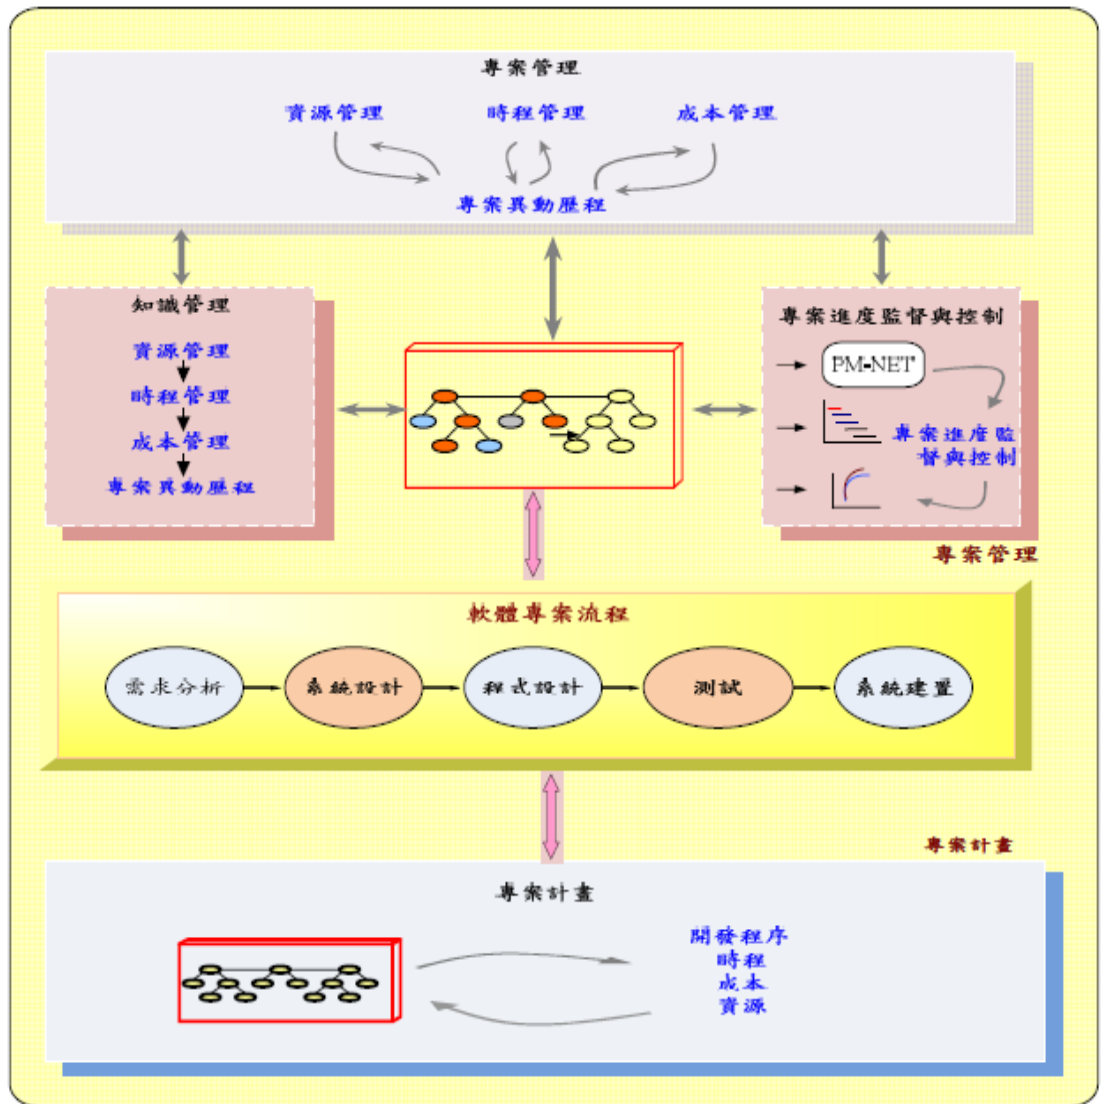 專案管理
資源管理
時程管理
成本管理
專案異動歷程
知識管理
資源管理
時程管理
成本管理
專案異動歷程
專案進度監督與控制
PM-NET
專案進度監
督與控制
專案管理
軟體專案流程
需求分析
系統設計
程式設計
測試
系統建置
專案計畫
專案計畫
開發程序
時程
成本
資源